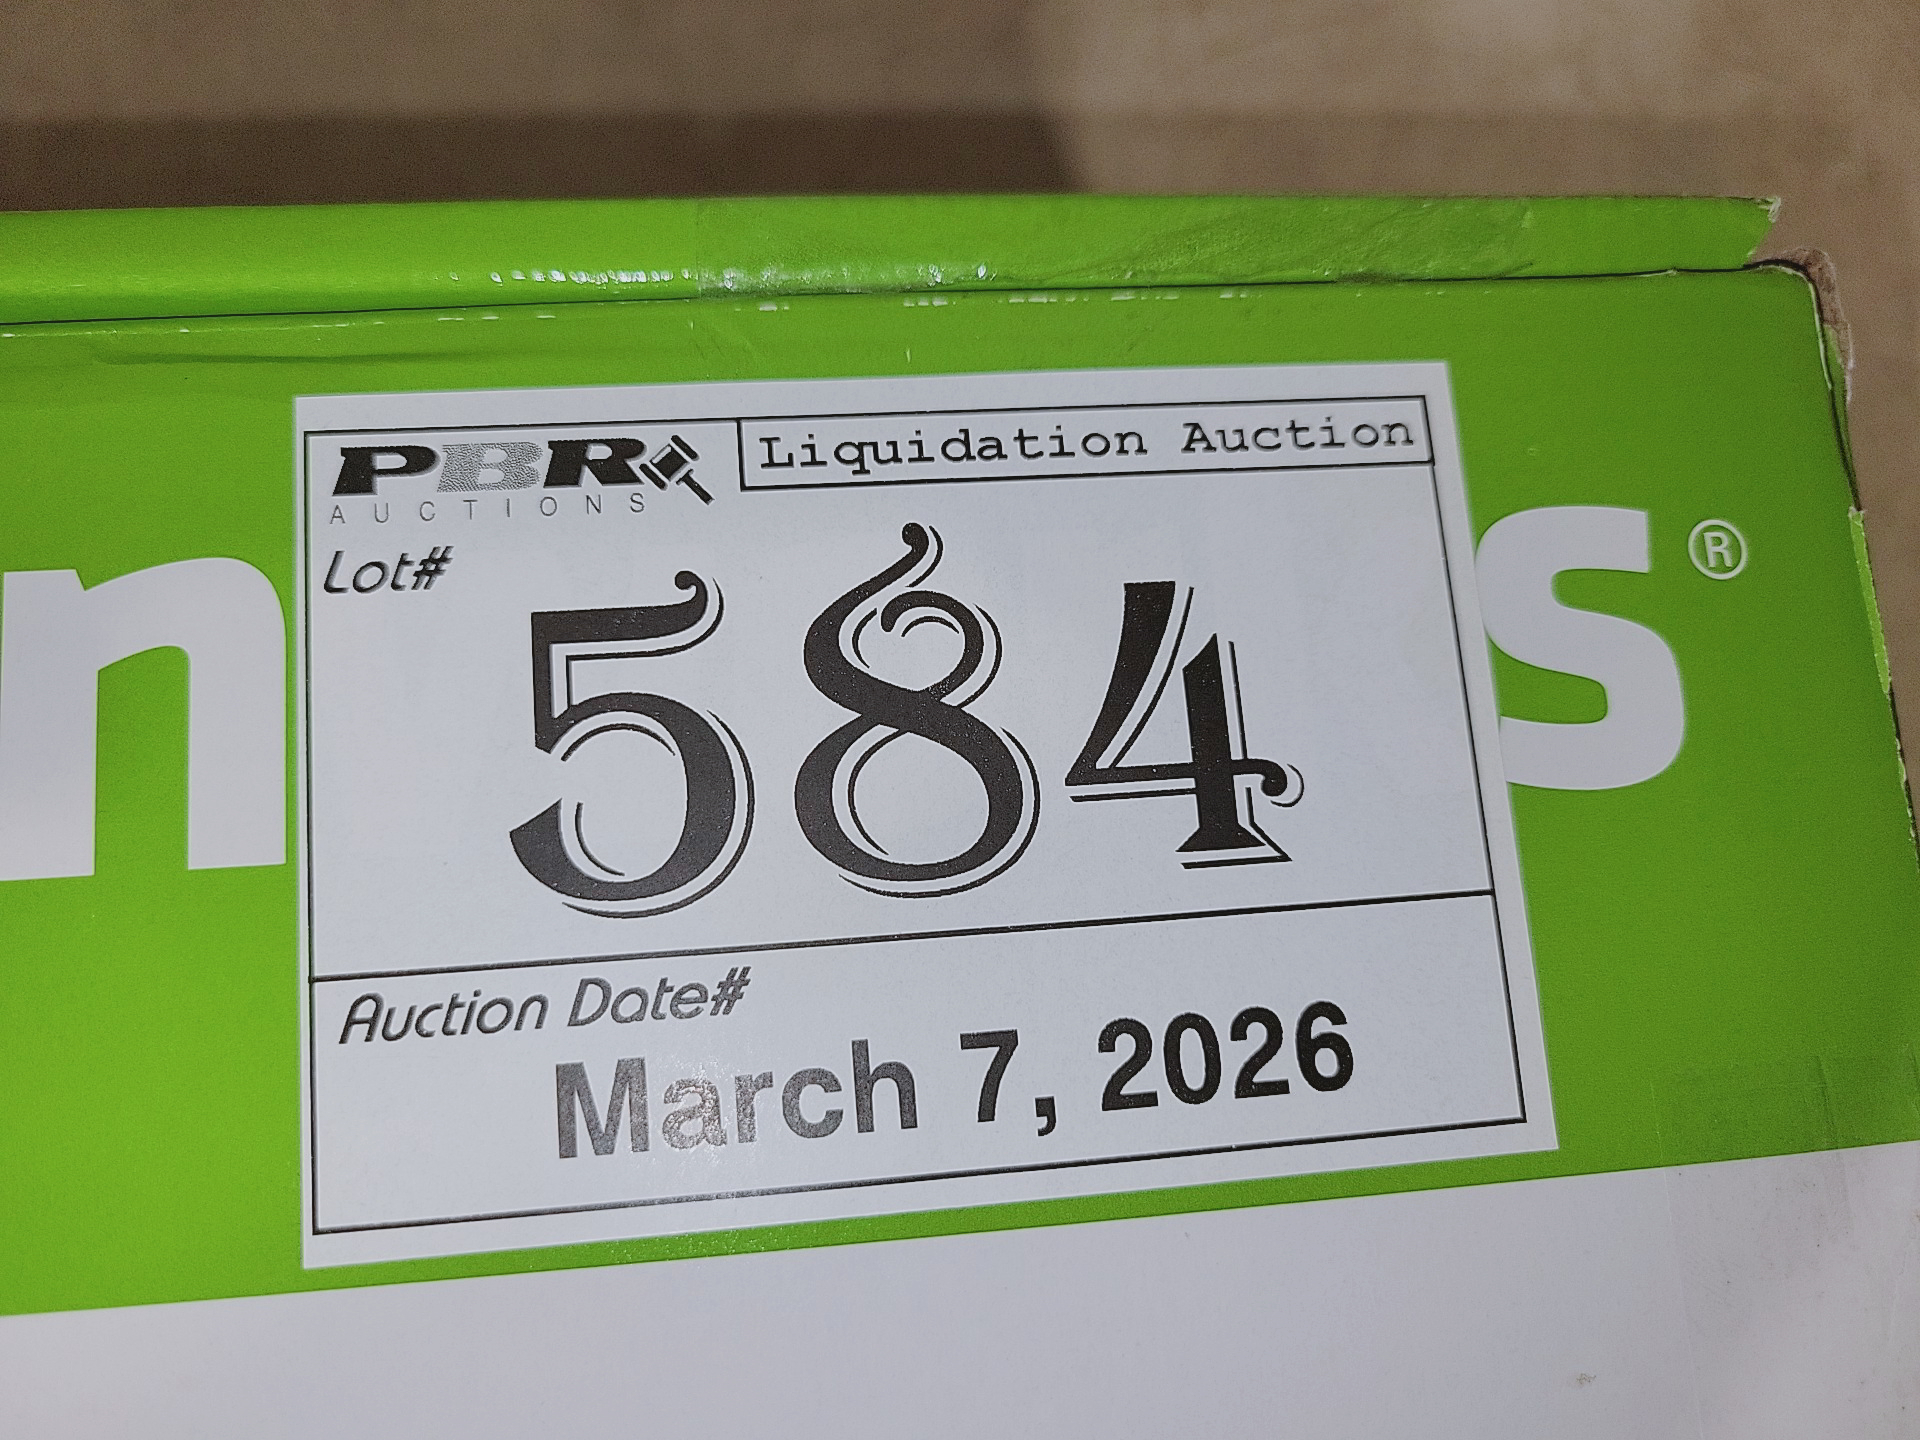 PBR
AUCTIONS
Liquidation Auction
Lot#
584
n
s®
Auction Date#
March 7, 2026